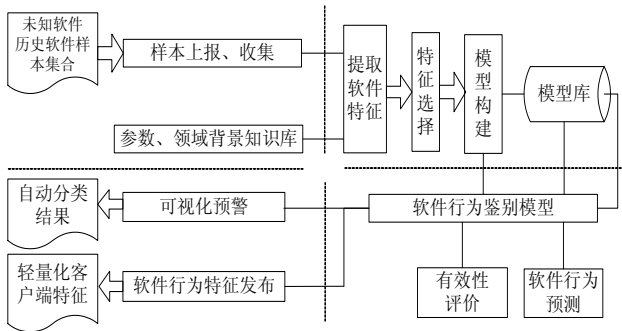 未知软件
历史软件样
本集合
样本上报、收集
参数、领域背景知识库
提取
软件
特征
特
征
选
择
模
型
构
建
模型库
自动分类
结果
可视化预警
软件行为鉴别模型
轻量化客
户端特征
软件行为特征发布
有效性
评价
软件行为
预测